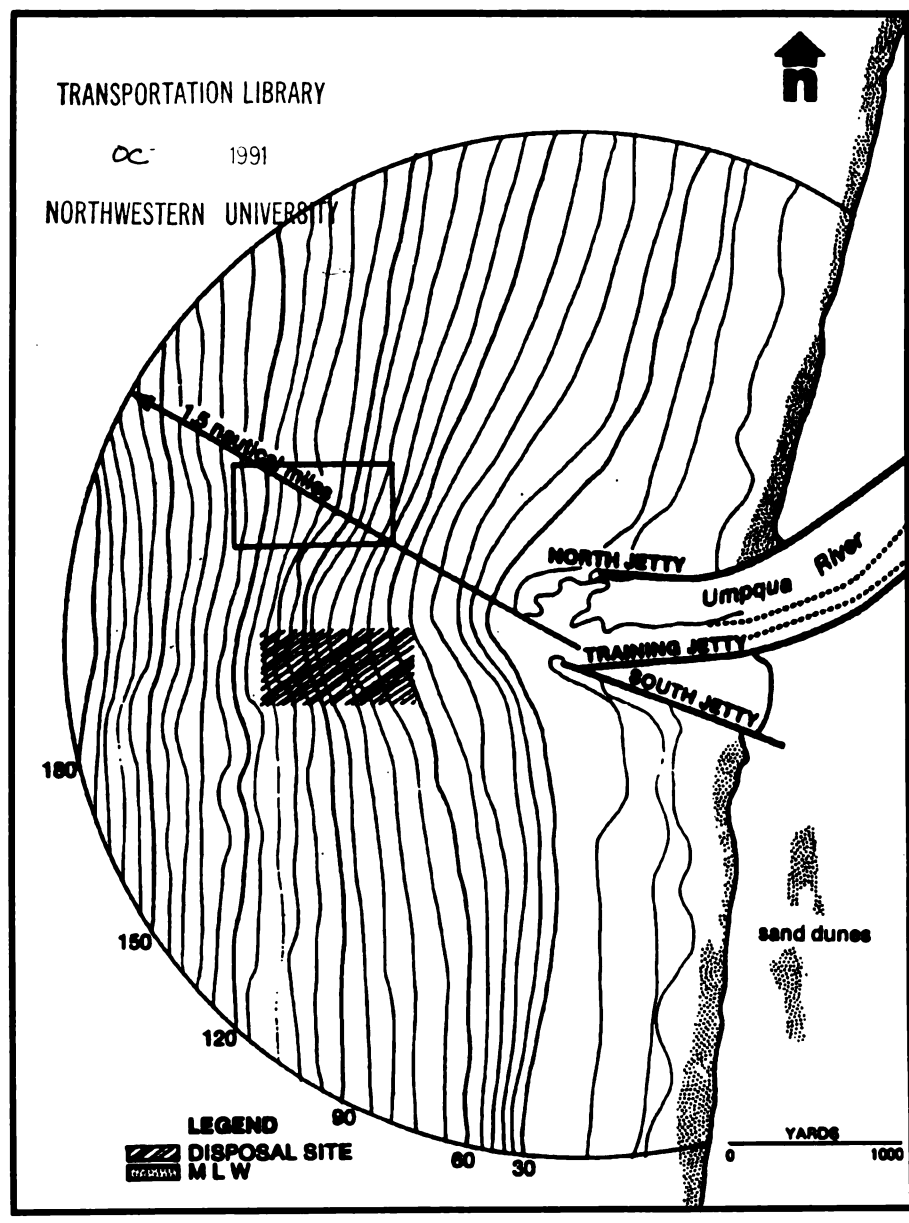 n
TRANSPORTATION LIBRARY
OC 1991
NORTHWESTERN UNIVERSITY
1.5 nautical miles
NORTH JETTY
Umpqua River
TRAINING JETTY
SOUTH JETTY
180
150
sand dunes
120
90
60
30
LEGEND
DISPOSAL SITE
M L W
YARDS
0 1000